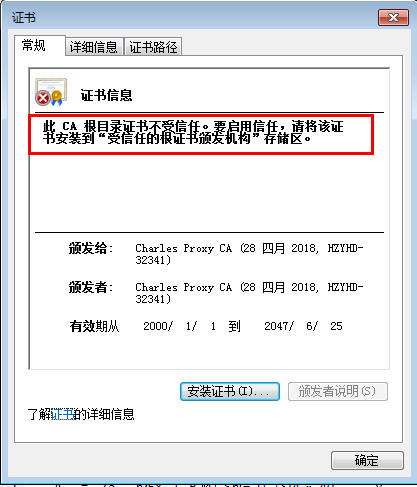 证书
常规 详细信息 证书路径
证书信息
此 CA 根目录证书不受信任。要启用信任，请将该证
书安装到“受信任的根证书颁发机构”存储区。
颁发给: Charles Proxy CA (28 四月 2018, HZYHD-
32341)
颁发者: Charles Proxy CA (28 四月 2018, HZYHD-
32341)
有效期从 2000/ 1/ 1 到 2047/ 6/ 25
安装证书(I)... 颁发者说明(S)
了解证书的详细信息
确定